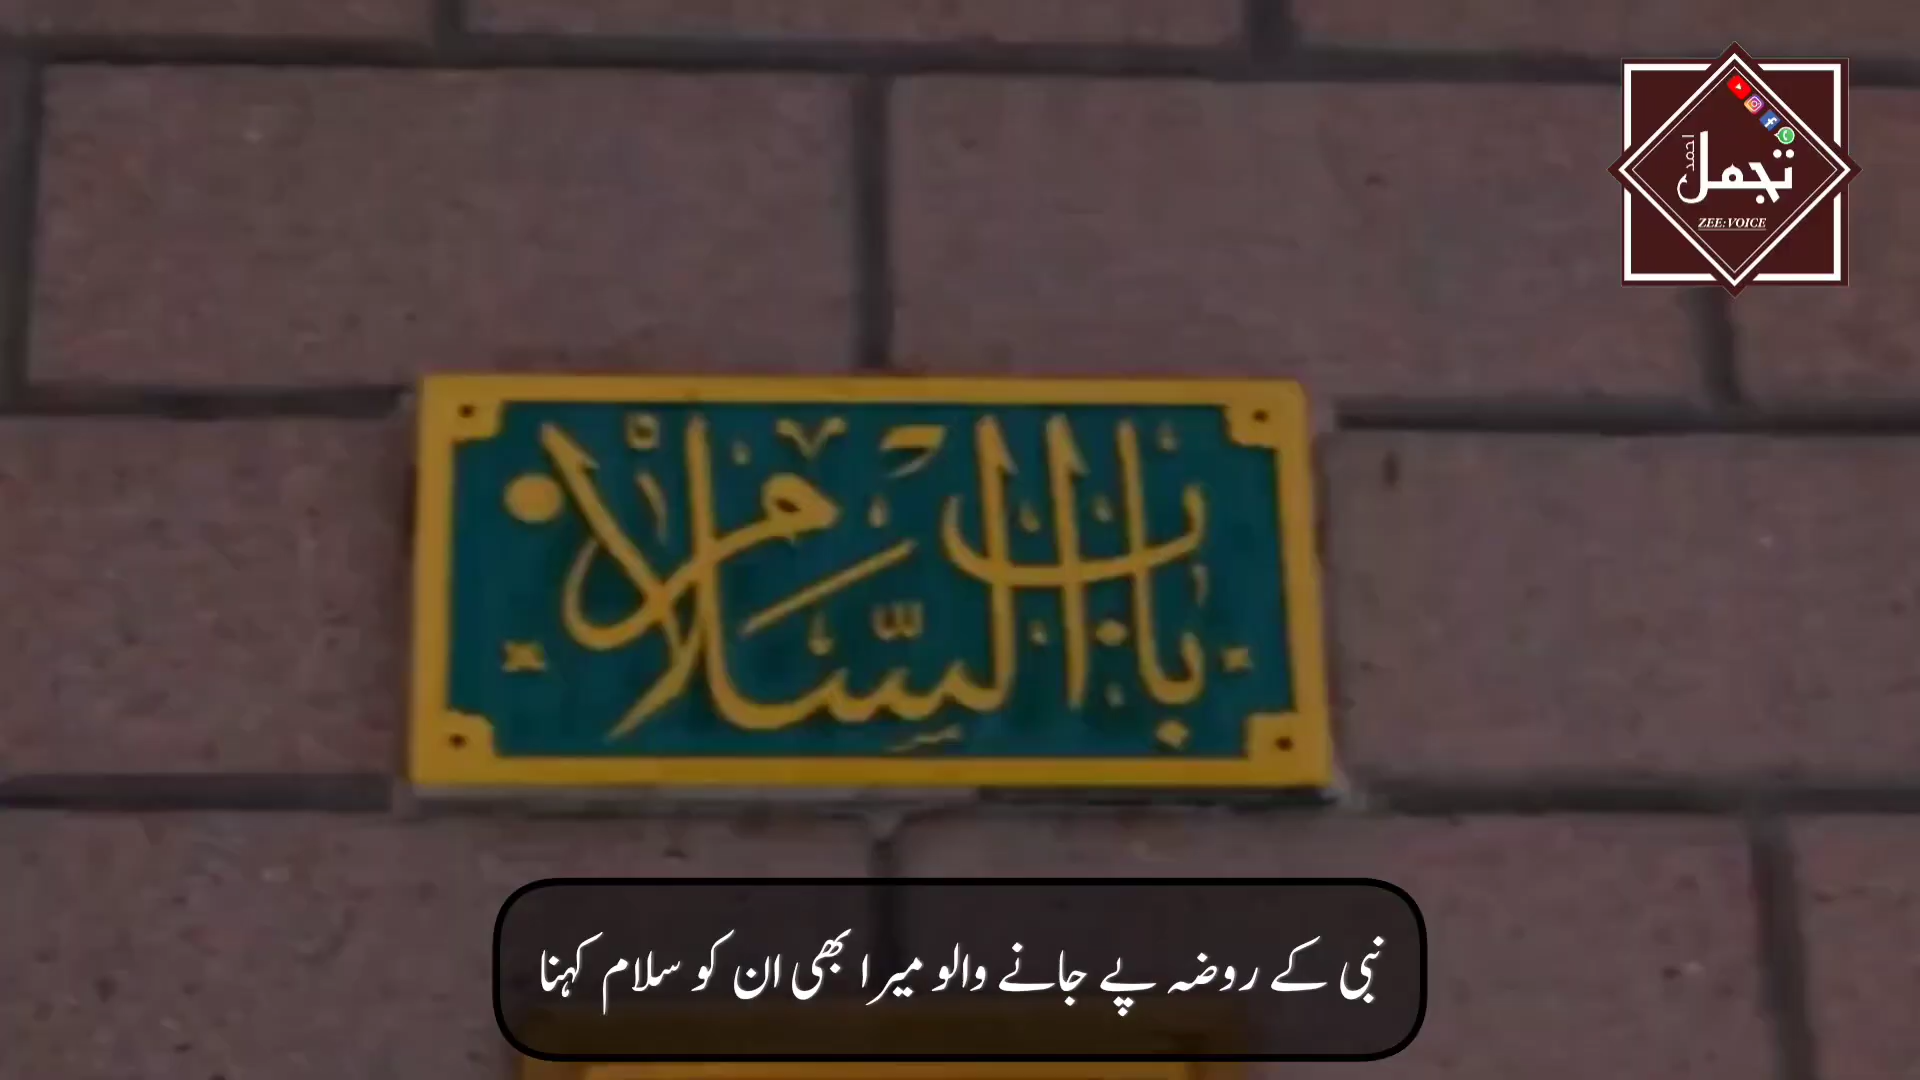 تجمل
احمد
ZEE:VOICE
باب السلام
نبی کے روضہ پے جانے والو میرا بھی ان کو سلام کہنا